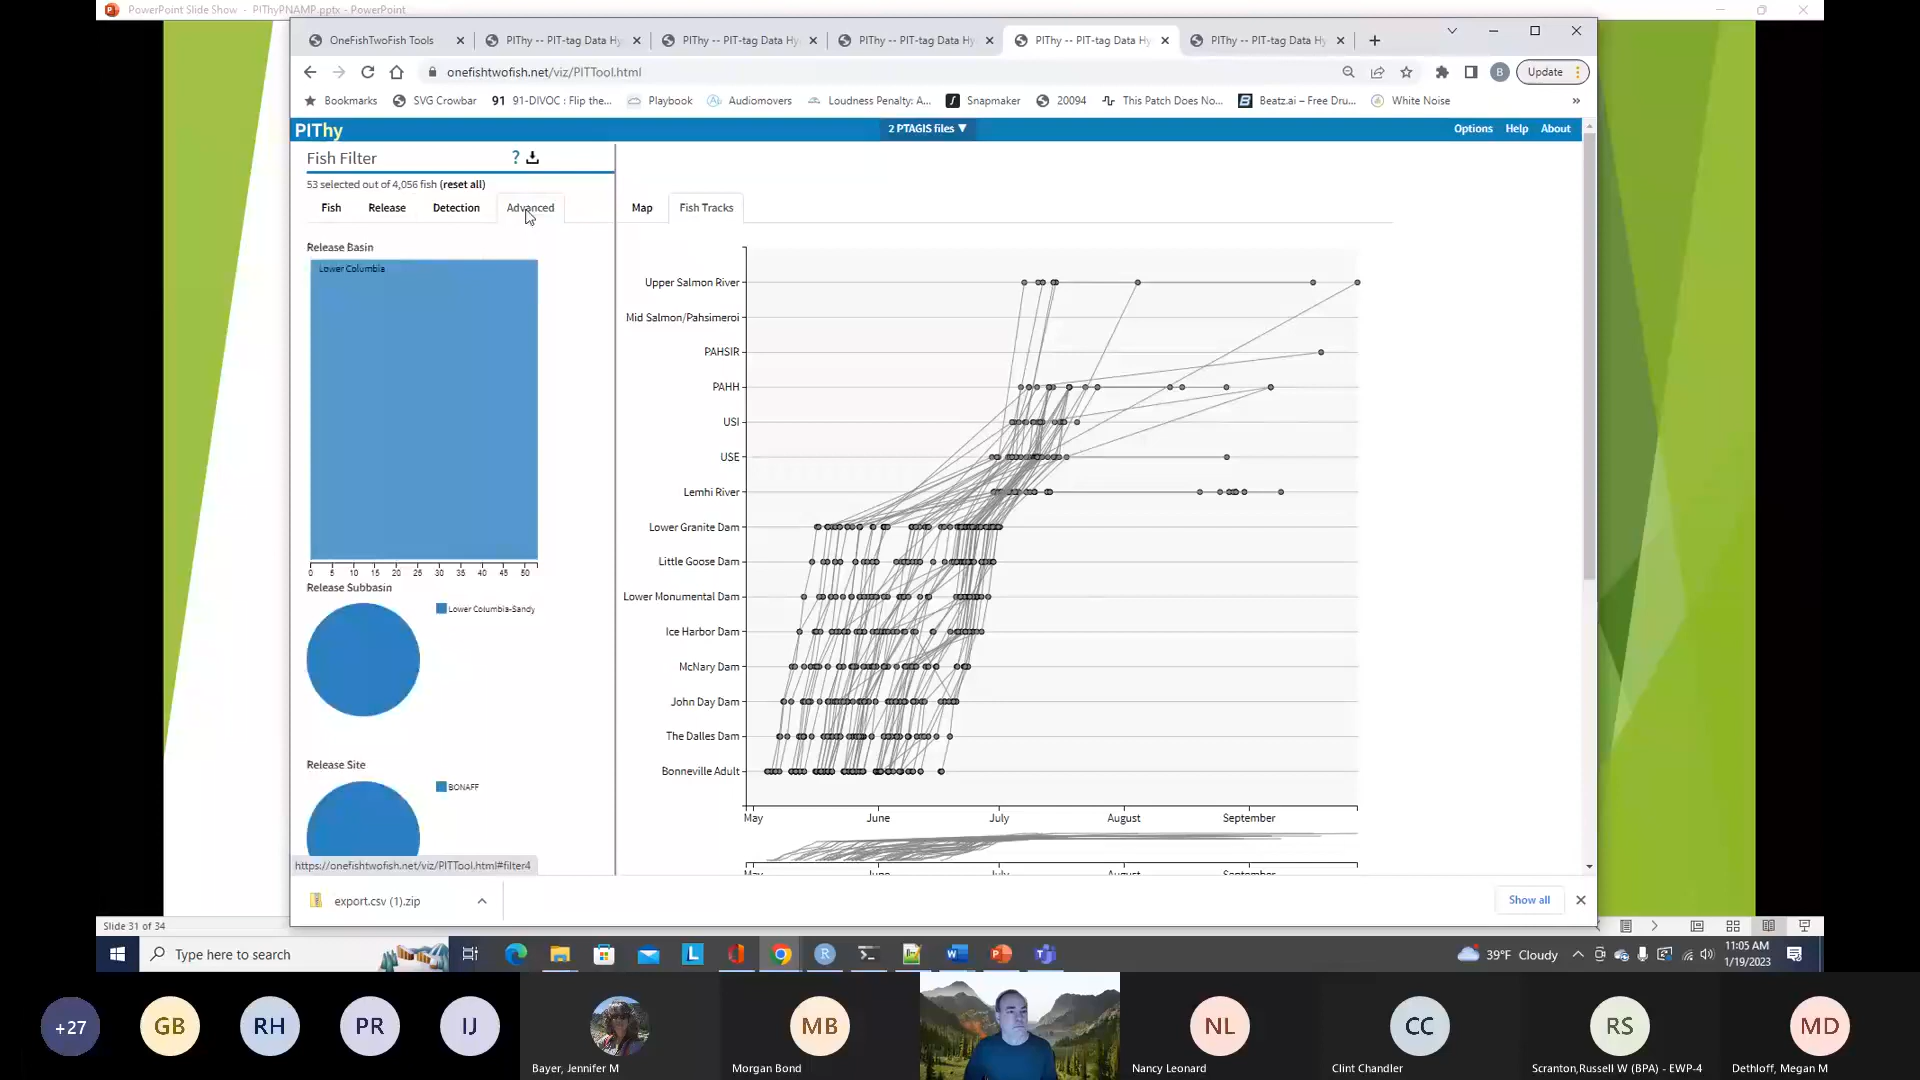 PowerPoint Slide Show - PIThyPNAMP.pptx - PowerPoint
OneFishTwoFish Tools
PIThy -- PIT-tag Data Hy
PIThy -- PIT-tag Data Hy
PIThy -- PIT-tag Data Hy
PIThy -- PIT-tag Data Hy
PIThy -- PIT-tag Data Hy
onefishtwofish.net/viz/PITTool.html
B
Update
Bookmarks
SVG Crowbar
91 91-DIVOC : Flip the...
Playbook
Audiomovers
Loudness Penalty: A...
Snapmaker
20094
This Patch Does No...
Beatz.ai – Free Dru...
White Noise
»
PIThy
2 PTAGIS files ▼
Options
Help
About
Fish Filter
?
53 selected out of 4,056 fish (reset all)
Fish
Release
Detection
Advanced
Map
Fish Tracks
Release Basin
Lower Columbia
0 5 10 15 20 25 30 35 40 45 50
Release Subbasin
Lower Columbia-Sandy
Release Site
BONAFF
https://onefishtwofish.net/viz/PITTool.html#filter4
Upper Salmon River
Mid Salmon/Pahsimeroi
PAHSIR
PAHH
USI
USE
Lemhi River
Lower Granite Dam
Little Goose Dam
Lower Monumental Dam
Ice Harbor Dam
McNary Dam
John Day Dam
The Dalles Dam
Bonneville Adult
May June July August September
May June July August September
export.csv (1).zip
Show all
Slide 31 of 34
Type here to search
39°F Cloudy
11:05 AM
1/19/2023
+27
GB
RH
PR
IJ
Bayer, Jennifer M
MB
Morgan Bond
NL
Nancy Leonard
CC
Clint Chandler
RS
Scranton,Russell W (BPA) - EWP-4
MD
Dethloff, Megan M